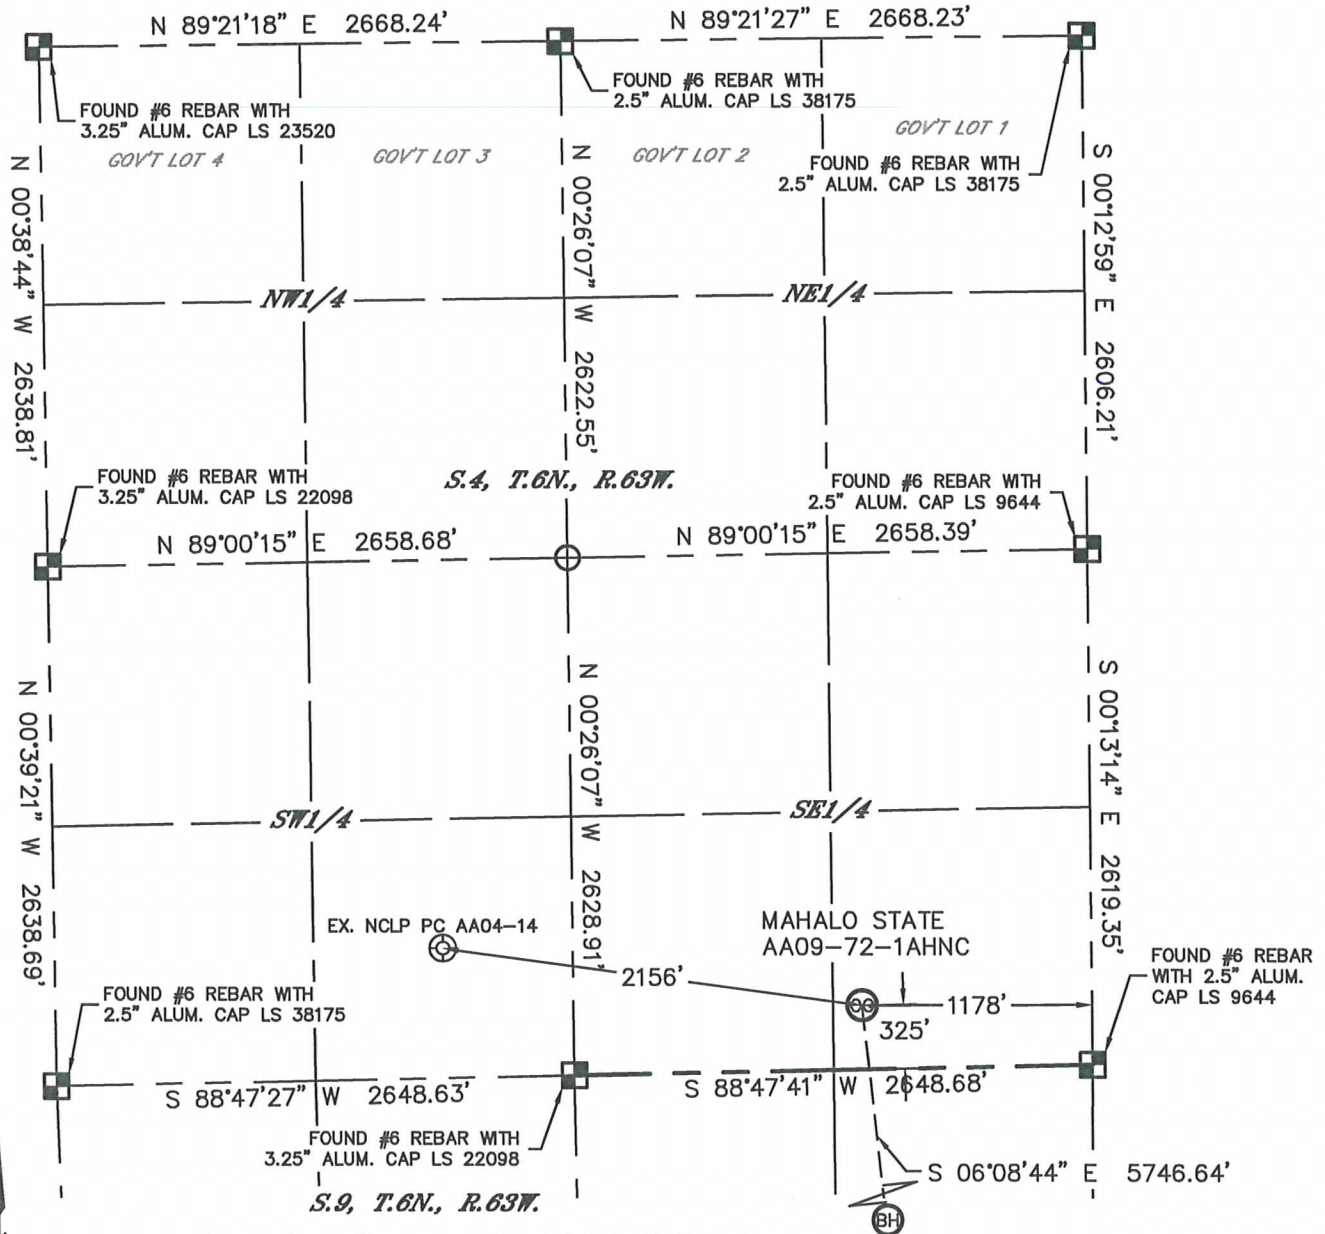 N 89°21'18" E 2668.24'
N 89°21'27" E 2668.23'
FOUND #6 REBAR WITH
3.25" ALUM. CAP LS 23520
FOUND #6 REBAR WITH
2.5" ALUM. CAP LS 38175
GOV'T LOT 1
FOUND #6 REBAR WITH
2.5" ALUM. CAP LS 38175
GOV'T LOT 4
GOV'T LOT 3
GOV'T LOT 2
N 00°38'44" W 2638.81'
N 00°26'07" W 2622.55'
S 00°12'59" E 2606.21'
NW1/4
NE1/4
S.4, T.6N., R.63W.
FOUND #6 REBAR WITH
3.25" ALUM. CAP LS 22098
FOUND #6 REBAR WITH
2.5" ALUM. CAP LS 9644
N 89°00'15" E 2658.68'
N 89°00'15" E 2658.39'
N 00°39'21" W 2638.69'
N 00°26'07" W 2628.91'
S 00°13'14" E 2619.35'
SW1/4
SE1/4
EX. NCLP PC AA04-14
MAHALO STATE
AA09-72-1AHNC
2156'
1178'
325'
FOUND #6 REBAR
WITH 2.5" ALUM.
CAP LS 9644
FOUND #6 REBAR WITH
2.5" ALUM. CAP LS 38175
S 88°47'27" W 2648.63'
S 88°47'41" W 2648.68'
FOUND #6 REBAR WITH
3.25" ALUM. CAP LS 22098
S 06°08'44" E 5746.64'
S.9, T.6N., R.63W.
BH